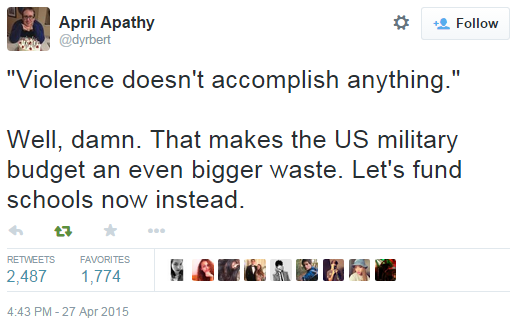 April Apathy
@dyrbert
Follow
"Violence doesn't accomplish anything."
Well, damn. That makes the US military
budget an even bigger waste. Let's fund
schools now instead.
RETWEETS FAVORITES
2,487 1,774
4:43 PM - 27 Apr 2015